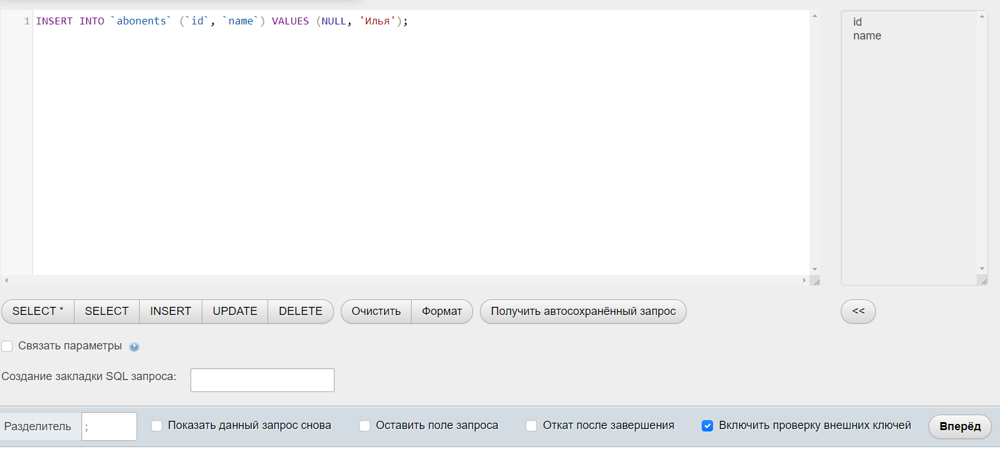 1 INSERT INTO `abonents` (`id`, `name`) VALUES (NULL, 'Илья');
id
name
SELECT * SELECT INSERT UPDATE DELETE Очистить Формат Получить автосохранённый запрос <<
Связать параметры
Создание закладки SQL запроса:
Разделитель ; Показать данный запрос снова Оставить поле запроса Откат после завершения Включить проверку внешних ключей Вперёд